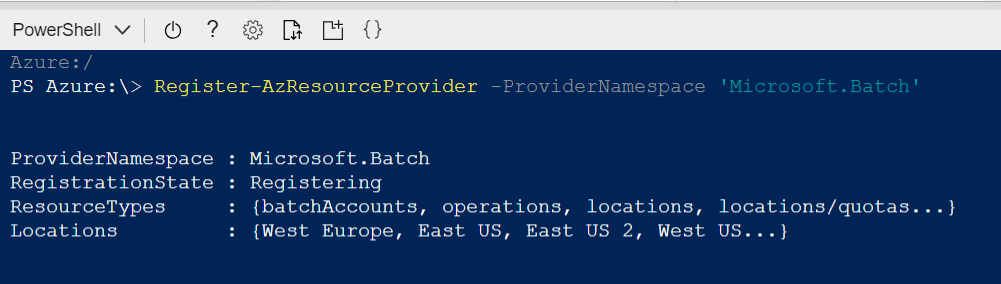 PowerShell ?  { }
Azure:/
PS Azure:\> Register-AzResourceProvider -ProviderNamespace 'Microsoft.Batch'
ProviderNamespace : Microsoft.Batch
RegistrationState : Registering
ResourceTypes     : {batchAccounts, operations, locations, locations/quotas...}
Locations         : {West Europe, East US, East US 2, West US...}